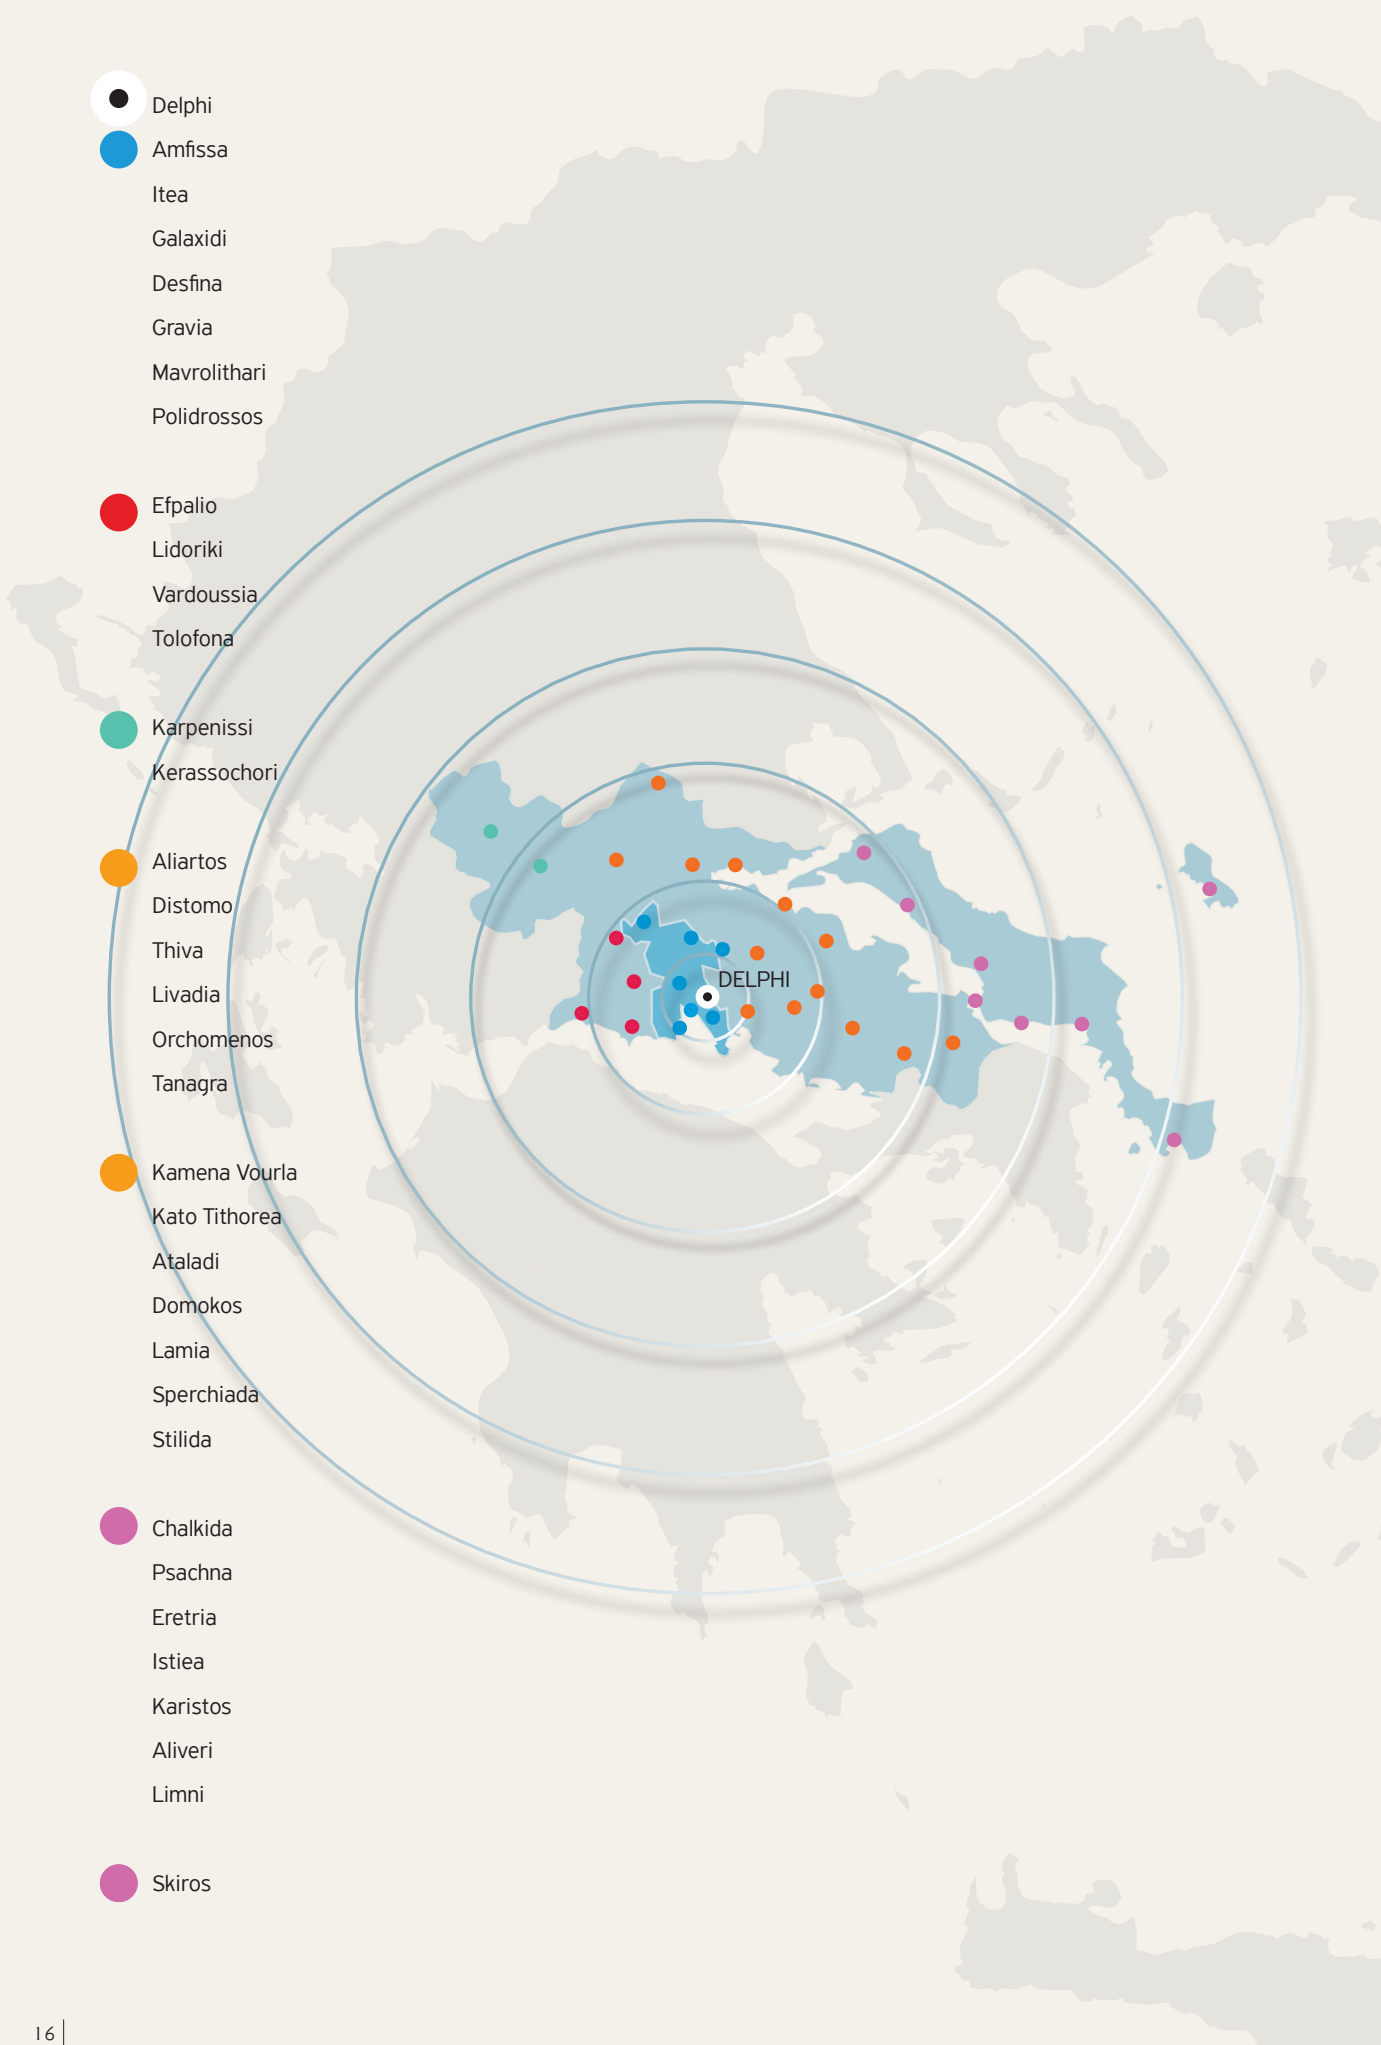 Delphi
Amfissa
Itea
Galaxidi
Desfina
Gravia
Mavrolithari
Polidrossos
Efpalio
Lidoriki
Vardoussia
Tolofona
Karpenissi
Kerassochori
Aliartos
Distomo
Thiva
Livadia
Orchomenos
Tanagra
Kamena Vourla
Kato Tithorea
Ataladi
Domokos
Lamia
Sperchiada
Stilida
Chalkida
Psachna
Eretria
Istiea
Karistos
Aliveri
Limni
Skiros
DELPHI
16